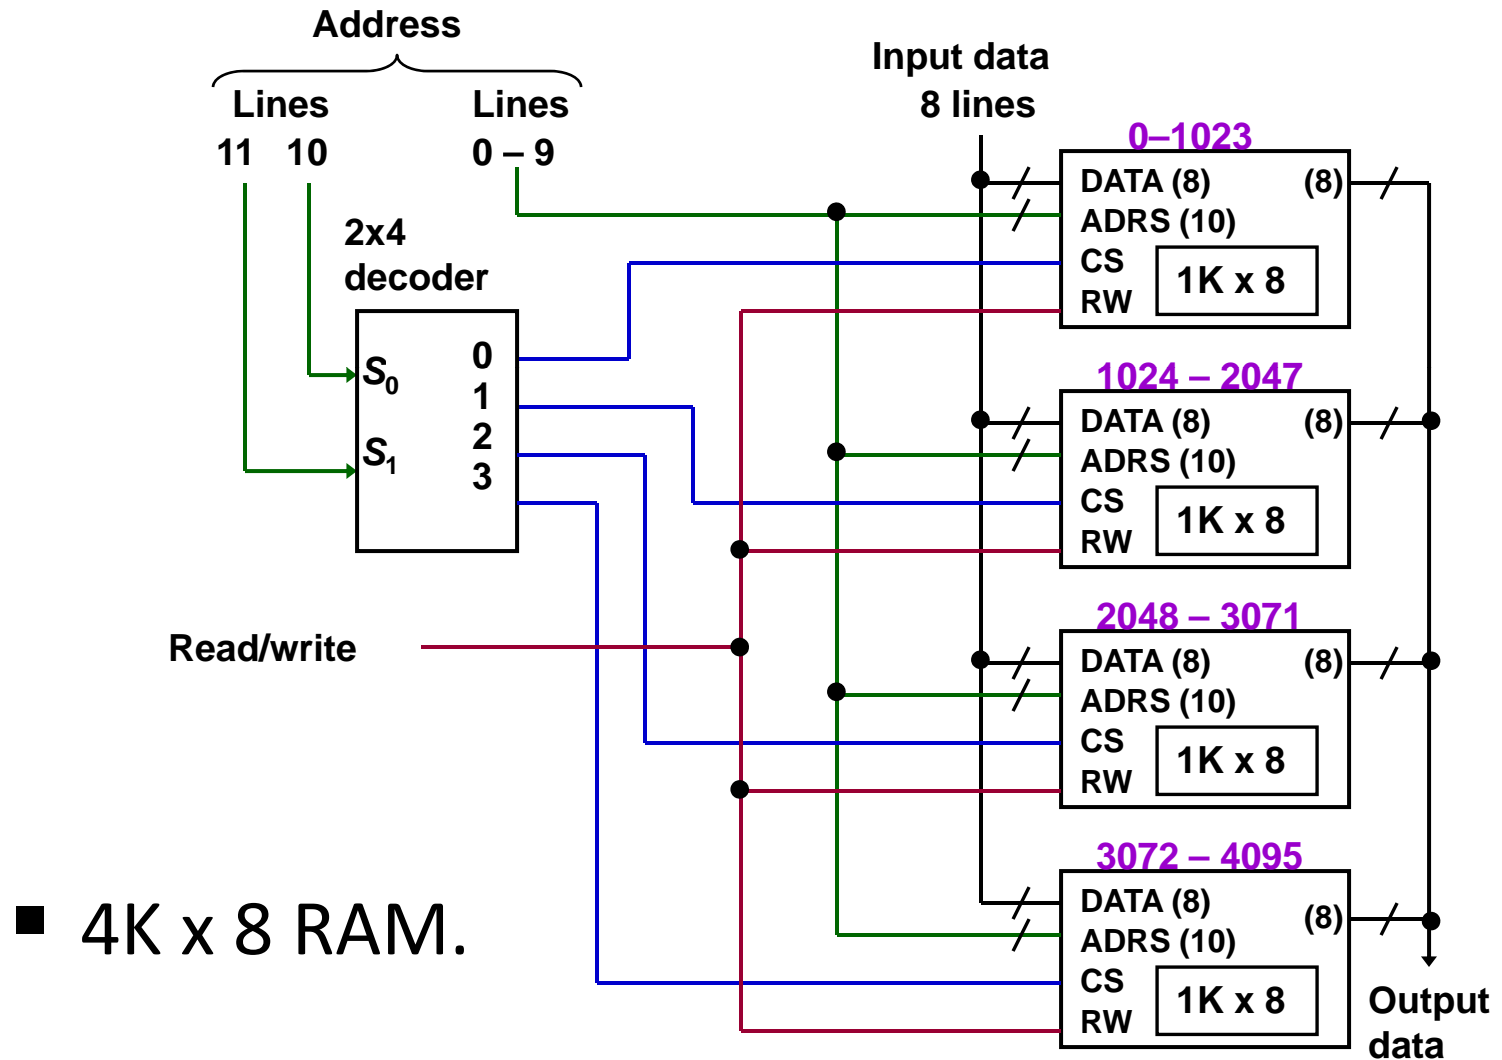 Address
Lines
11 10
Lines
0 – 9
Input data
8 lines
2x4
decoder
S0
S1
0
1
2
3
Read/write
0–1023
DATA (8) (8)
ADRS (10)
CS
RW
1K x 8
1024 – 2047
DATA (8) (8)
ADRS (10)
CS
RW
1K x 8
2048 – 3071
DATA (8) (8)
ADRS (10)
CS
RW
1K x 8
3072 – 4095
DATA (8) (8)
ADRS (10)
CS
RW
1K x 8
Output
data
▪ 4K x 8 RAM.